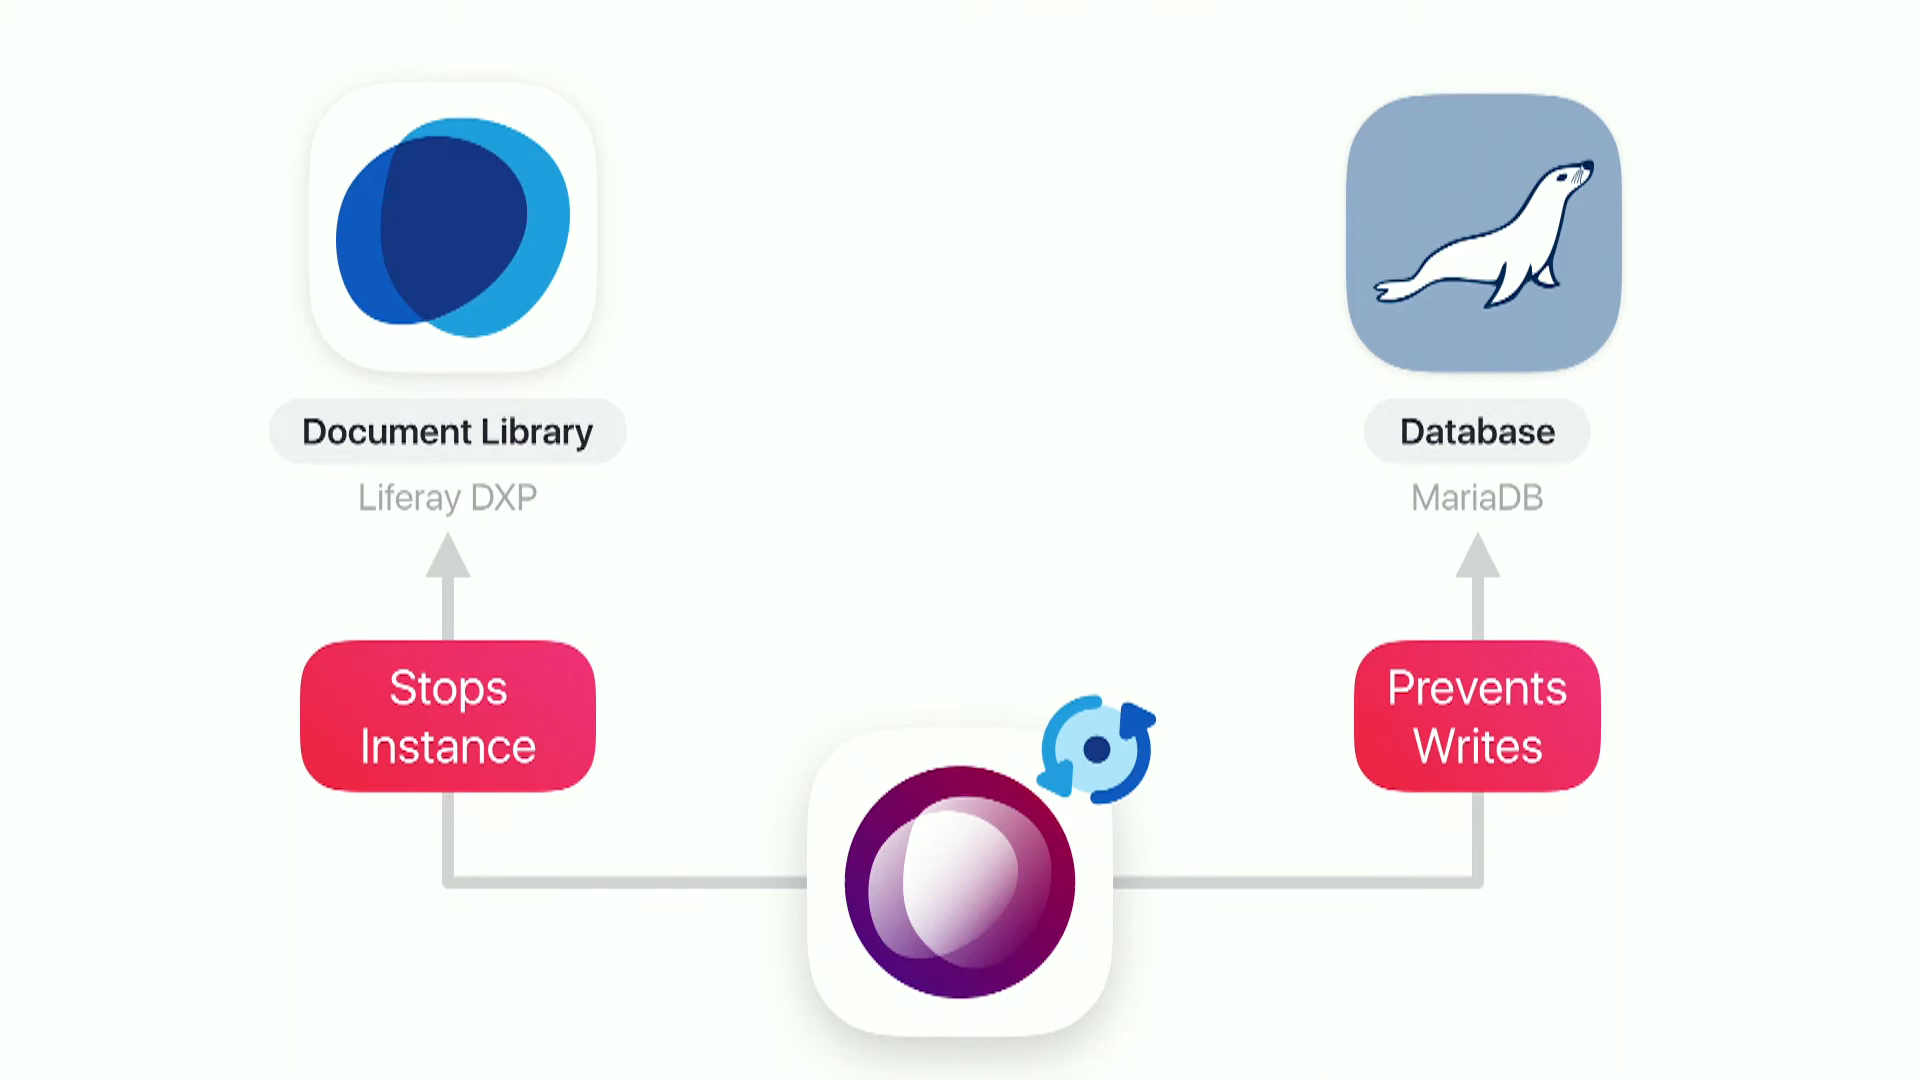 Document Library
Liferay DXP
Stops
Instance
Database
MariaDB
Prevents
Writes